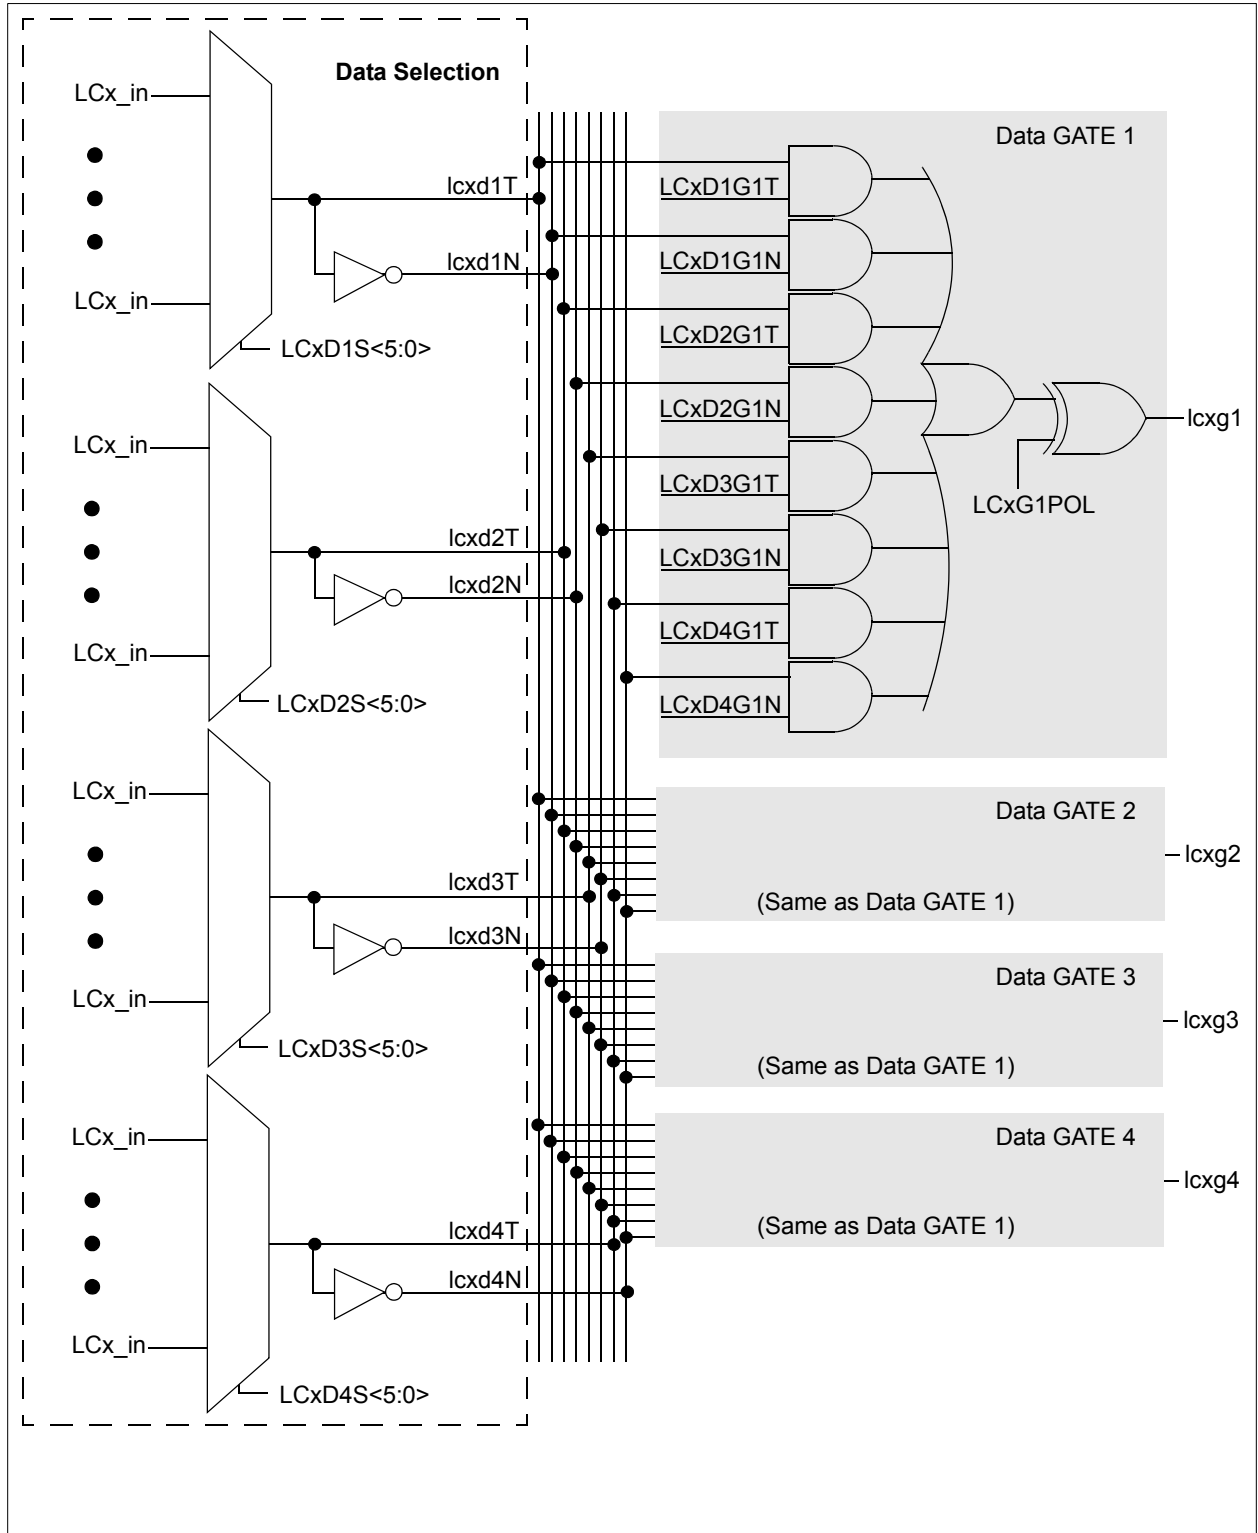 Data Selection
LCx_in
LCx_in
LCxD1S<5:0>
lcxd1T
lcxd1N
LCx_in
LCx_in
LCxD2S<5:0>
lcxd2T
lcxd2N
LCx_in
LCx_in
LCxD3S<5:0>
lcxd3T
lcxd3N
LCx_in
LCx_in
LCxD4S<5:0>
lcxd4T
lcxd4N
Data GATE 1
LCxD1G1T
LCxD1G1N
LCxD2G1T
LCxD2G1N
LCxD3G1T
LCxD3G1N
LCxD4G1T
LCxD4G1N
LCxG1POL
lcxg1
Data GATE 2
(Same as Data GATE 1)
lcxg2
Data GATE 3
(Same as Data GATE 1)
lcxg3
Data GATE 4
(Same as Data GATE 1)
lcxg4